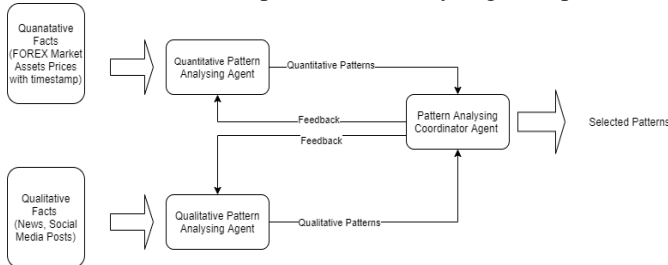 Quanatative
Facts
(FOREX Market
Assets Prices
with timestamp)
Quantitative Pattern
Analysing Agent
Quantitative Patterns
Feedback
Feedback
Pattern Analysing
Coordinator Agent
Selected Patterns
Qualitative
Facts
(News, Social
Media Posts)
Qualitative Pattern
Analysing Agent
Qualitative Patterns